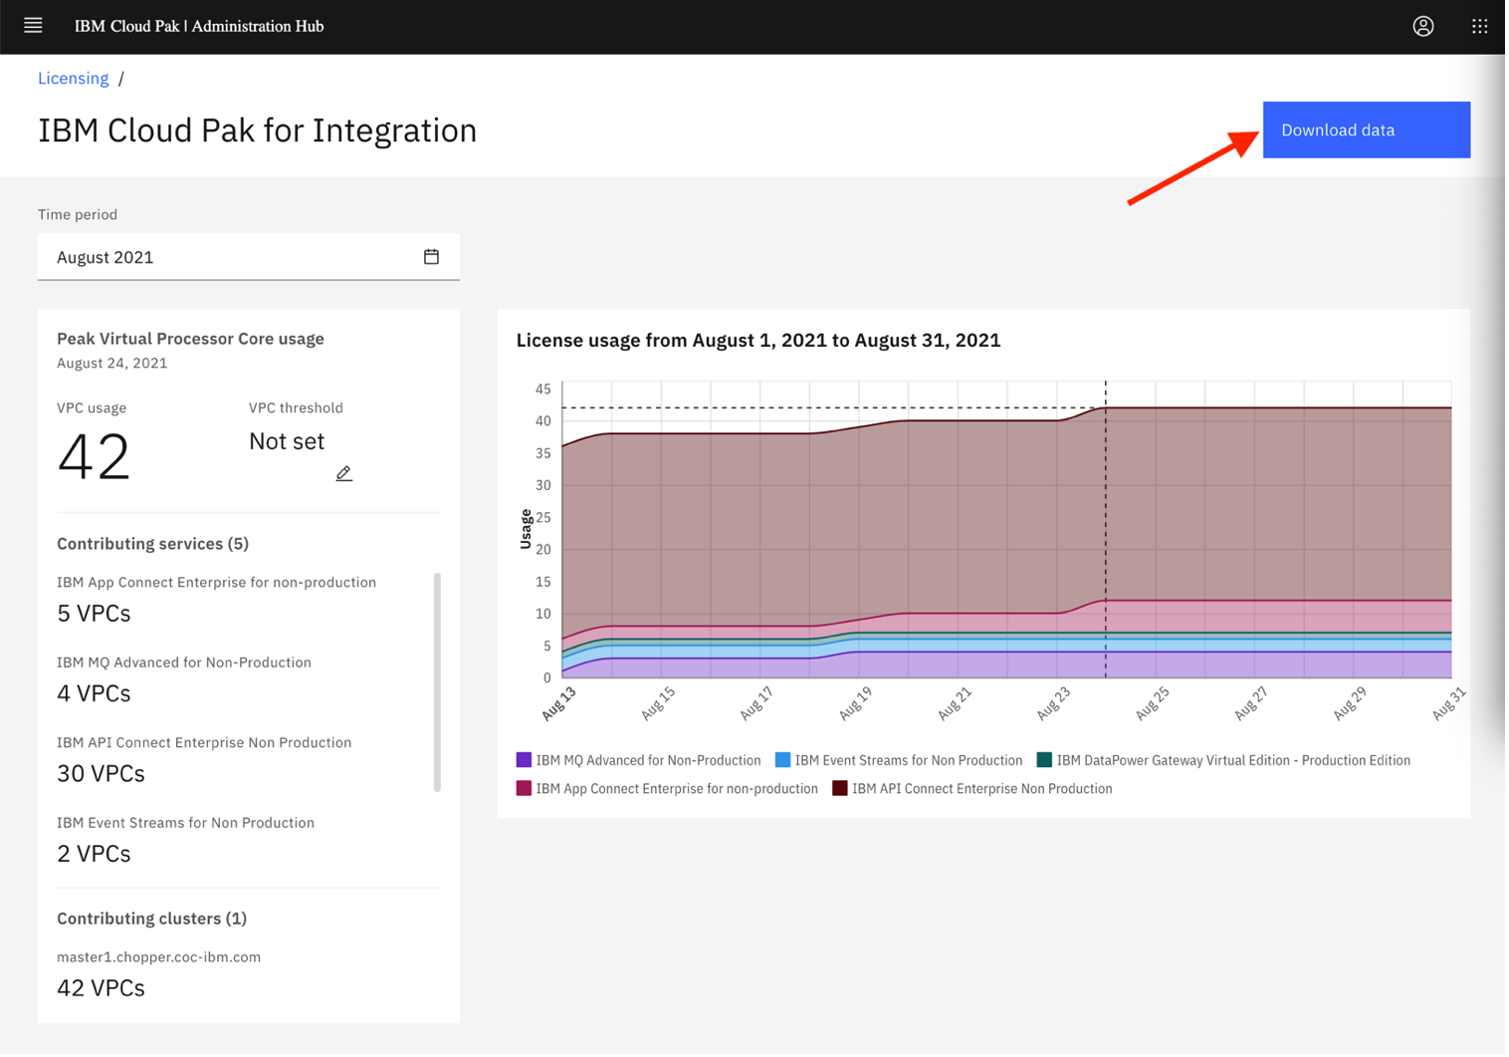 IBM Cloud Pak | Administration Hub
Licensing /
IBM Cloud Pak for Integration
Download data
Time period
August 2021
Peak Virtual Processor Core usage
August 24, 2021
VPC usage
VPC threshold
42
Not set
Contributing services (5)
IBM App Connect Enterprise for non-production
5 VPCs
IBM MQ Advanced for Non-Production
4 VPCs
IBM API Connect Enterprise Non Production
30 VPCs
IBM Event Streams for Non Production
2 VPCs
Contributing clusters (1)
master1.chopper.coc-ibm.com
42 VPCs
License usage from August 1, 2021 to August 31, 2021
45
40
35
30
25
20
15
10
5
0
Usage
Aug 13 Aug 15 Aug 17 Aug 19 Aug 21 Aug 23 Aug 25 Aug 27 Aug 29 Aug 31
IBM MQ Advanced for Non-Production IBM Event Streams for Non Production IBM DataPower Gateway Virtual Edition - Production Edition
IBM App Connect Enterprise for non-production IBM API Connect Enterprise Non Production